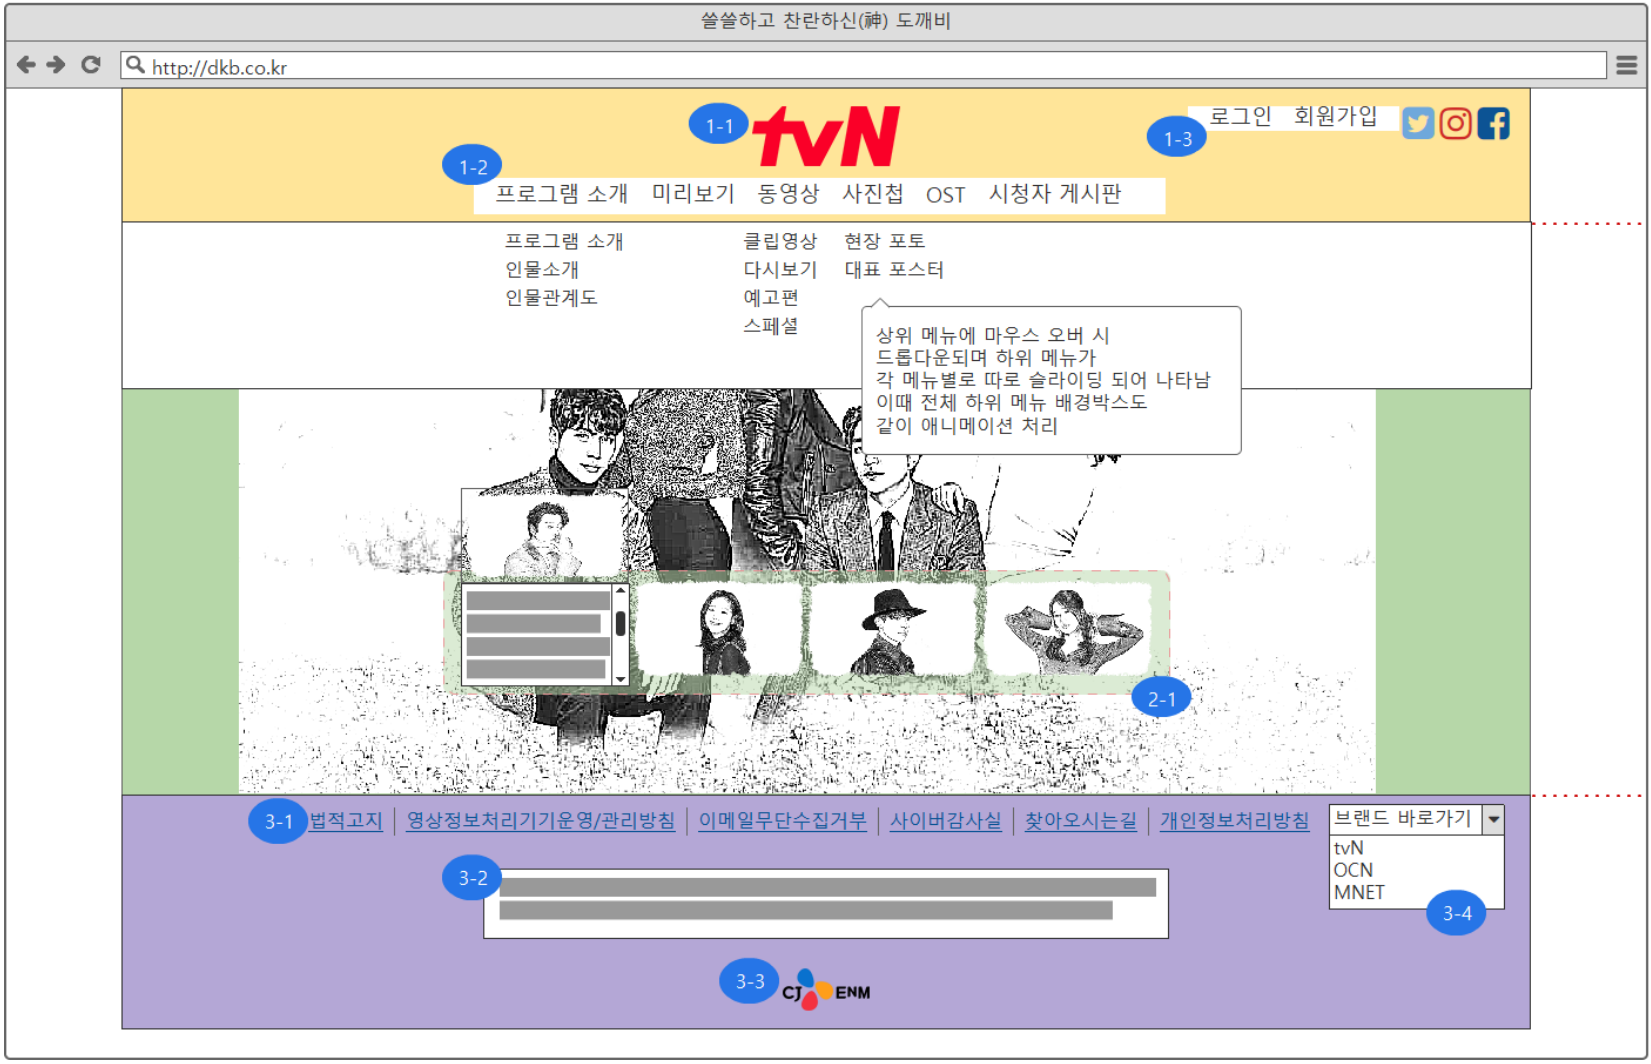 쓸쓸하고 찬란하신(神) 도깨비
http://dkb.co.kr
1-1
tvN
로그인 회원가입
1-3
1-2
프로그램 소개 미리보기 동영상 사진첩 OST 시청자 게시판
프로그램 소개 클립영상 현장 포토
인물소개 다시보기 대표 포스터
인물관계도 예고편
스페셜
상위 메뉴에 마우스 오버 시
드롭다운되며 하위 메뉴가
각 메뉴별로 따로 슬라이딩 되어 나타남
이때 전체 하위 메뉴 배경박스도
같이 애니메이션 처리
2-1
3-1 법적고지 영상정보처리기기운영/관리방침 이메일무단수집거부 사이버감사실 찾아오시는길 개인정보처리방침
브랜드 바로가기
tvN
OCN
MNET
3-4
3-2
3-3
CJ ENM